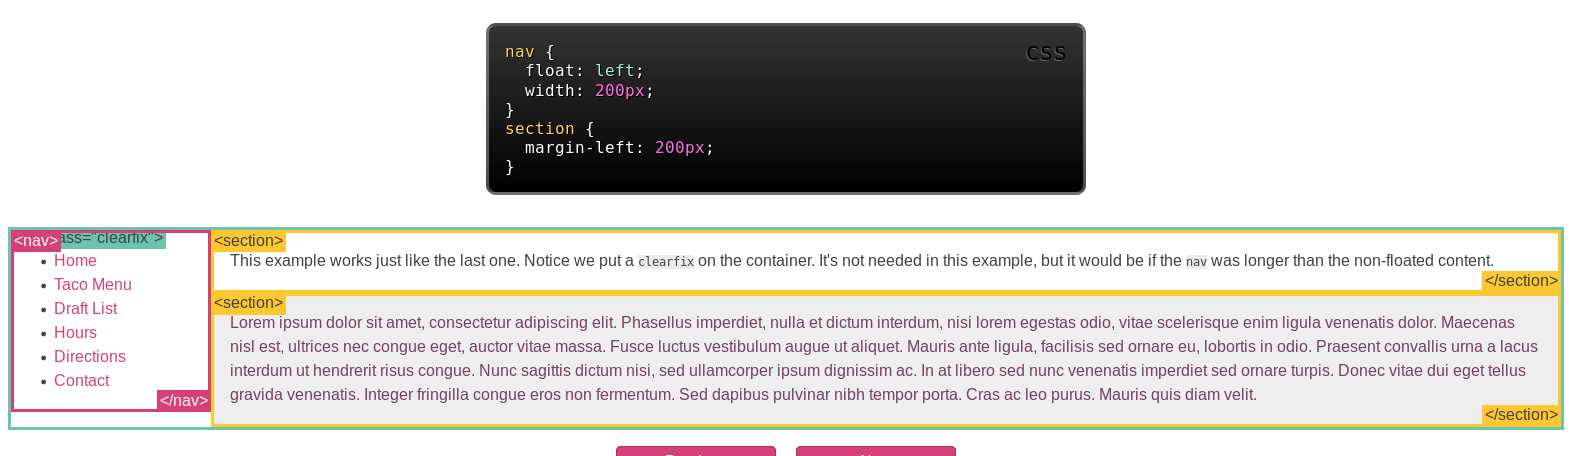 CSS
nav {
  float: left;
  width: 200px;
}
section {
  margin-left: 200px;
}
<nav>
ass="clearfix">
Home
Taco Menu
Draft List
Hours
Directions
Contact
</nav>
<section>
This example works just like the last one. Notice we put a clearfix on the container. It's not needed in this example, but it would be if the nav was longer than the non-floated content.
</section>
<section>
Lorem ipsum dolor sit amet, consectetur adipiscing elit. Phasellus imperdiet, nulla et dictum interdum, nisi lorem egestas odio, vitae scelerisque enim ligula venenatis dolor. Maecenas
nisl est, ultrices nec congue eget, auctor vitae massa. Fusce luctus vestibulum augue ut aliquet. Mauris ante ligula, facilisis sed ornare eu, lobortis in odio. Praesent convallis urna a lacus
interdum ut hendrerit risus congue. Nunc sagittis dictum nisi, sed ullamcorper ipsum dignissim ac. In at libero sed nunc venenatis imperdiet sed ornare turpis. Donec vitae dui eget tellus
gravida venenatis. Integer fringilla congue eros non fermentum. Sed dapibus pulvinar nibh tempor porta. Cras ac leo purus. Mauris quis diam velit.
</section>